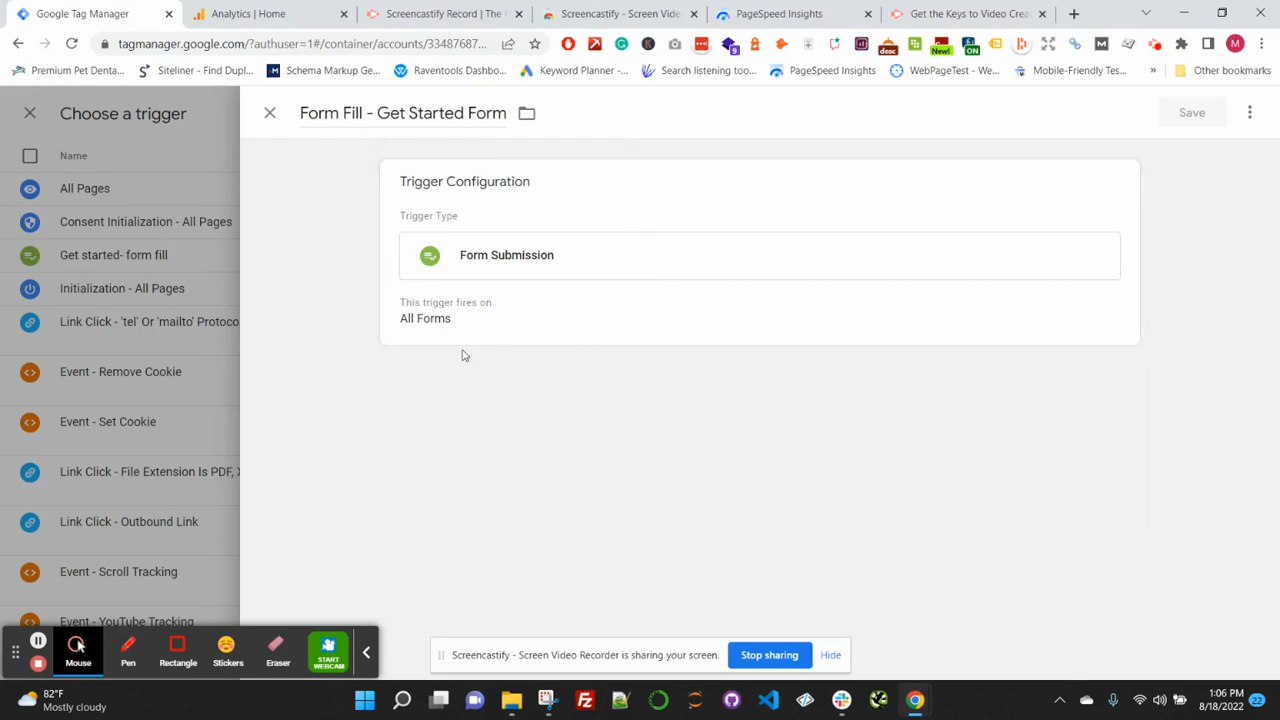 Google Tag Manager
Analytics | Home
Screencastify Record | The
Screencastify - Screen Vide
PageSpeed Insights
Get the Keys to Video Crea
tagmanager.google.com/?authuser=1#/container/accounts/33487687...
9
desc
New!
ON
M
Premium Pet Denta...
Siteliner - Find Dupl...
Schema Markup Ge...
Raventools Dashbo...
Keyword Planner -...
Search listening too...
PageSpeed Insights
WebPageTest - We...
Mobile-Friendly Tes...
»
Other bookmarks
Choose a trigger
Form Fill - Get Started Form
Save
Name
All Pages
Consent Initialization - All Pages
Get started- form fill
Initialization - All Pages
Link Click - 'tel' Or 'mailto' Protoco
Event - Remove Cookie
Event - Set Cookie
Link Click - File Extension Is PDF, X
Link Click - Outbound Link
Event - Scroll Tracking
Event - YouTube Tracking
Trigger Configuration
Trigger Type
Form Submission
This trigger fires on
All Forms
Mouse
Pen
Rectangle
Stickers
Eraser
START WEBCAM
Screencastify - Screen Video Recorder is sharing your screen.
Stop sharing
Hide
82°F
Mostly cloudy
1:06 PM
8/18/2022
22